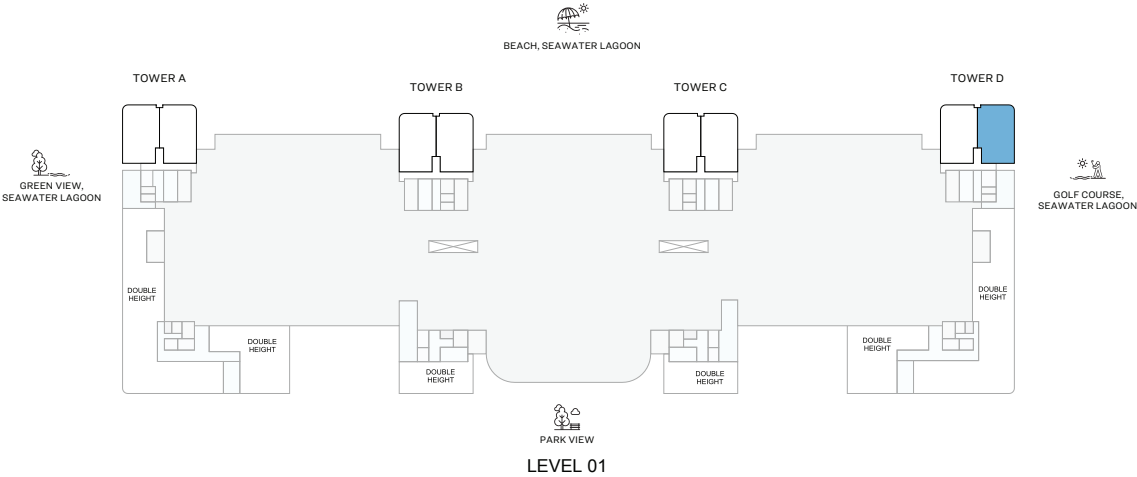 BEACH, SEAWATER LAGOON
TOWER A
TOWER B
TOWER C
TOWER D
GREEN VIEW,
SEAWATER LAGOON
GOLF COURSE,
SEAWATER LAGOON
DOUBLE
HEIGHT
DOUBLE
HEIGHT
DOUBLE
HEIGHT
DOUBLE
HEIGHT
DOUBLE
HEIGHT
DOUBLE
HEIGHT
PARK VIEW
LEVEL 01